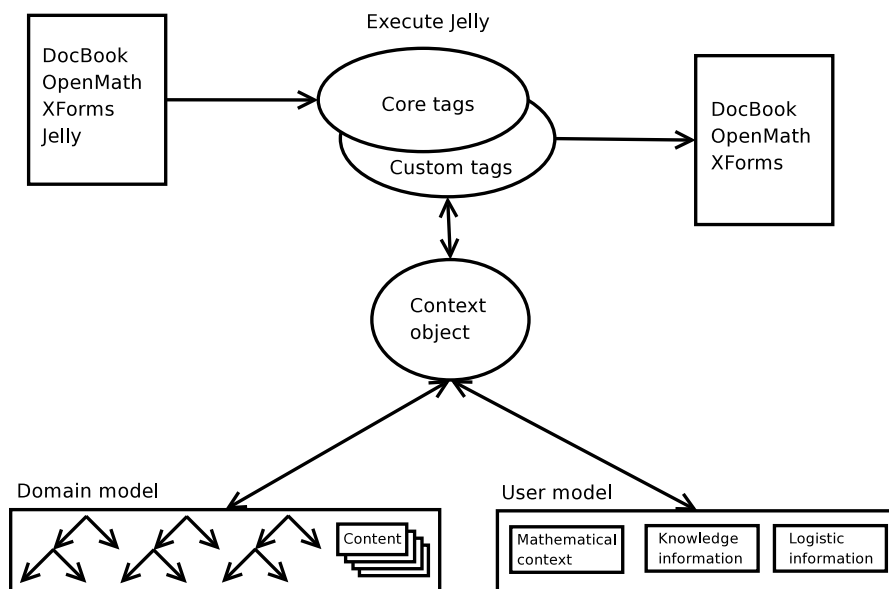 Execute Jelly
DocBook
OpenMath
XForms
Jelly
Core tags
Custom tags
DocBook
OpenMath
XForms
Context
object
Domain model
Content
User model
Mathematical
context
Knowledge
information
Logistic
information